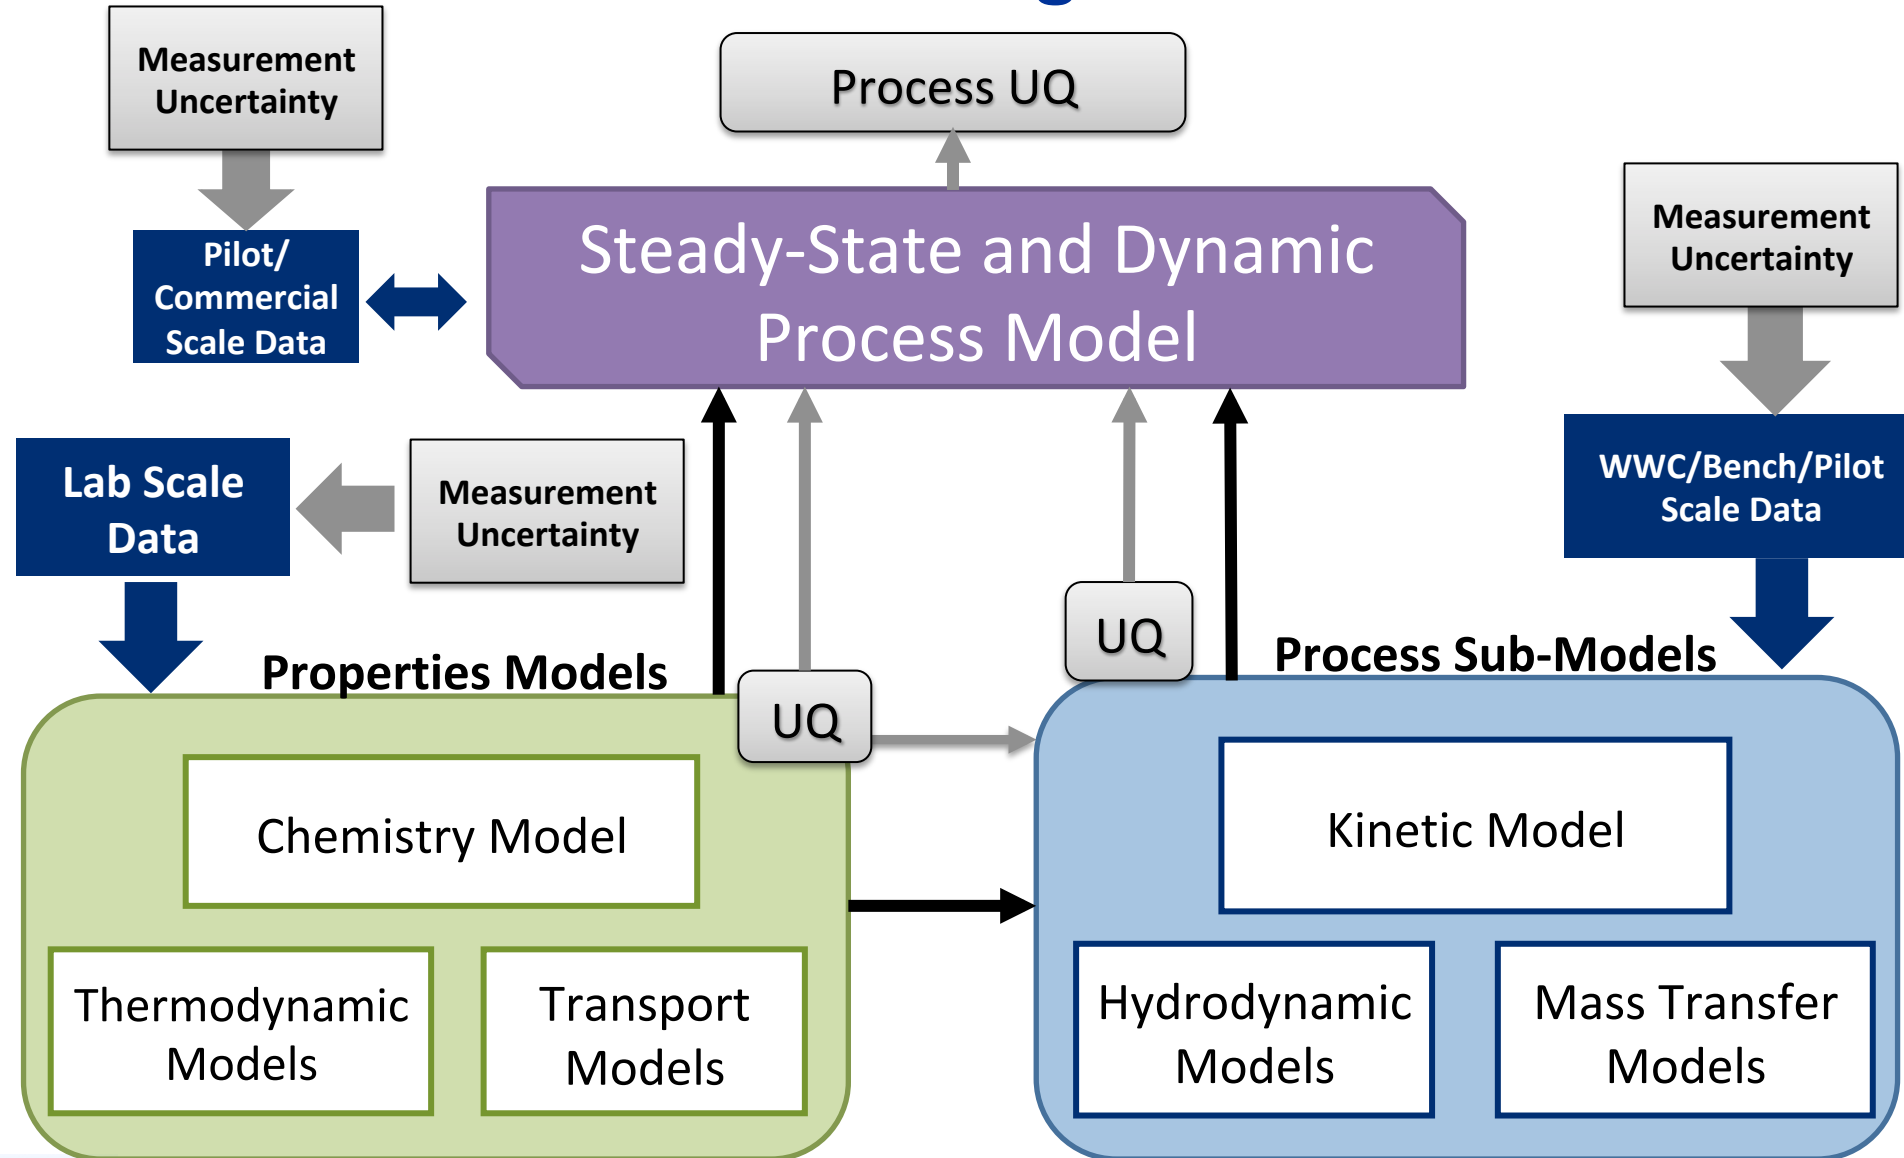 Measurement
Uncertainty
Process UQ
Steady-State and Dynamic
Process Model
Pilot/
Commercial
Scale Data
Measurement
Uncertainty
Lab Scale
Data
Measurement
Uncertainty
WWC/Bench/Pilot
Scale Data
UQ
Properties Models
Process Sub-Models
UQ
Chemistry Model
Kinetic Model
Thermodynamic
Models
Transport
Models
Hydrodynamic
Models
Mass Transfer
Models